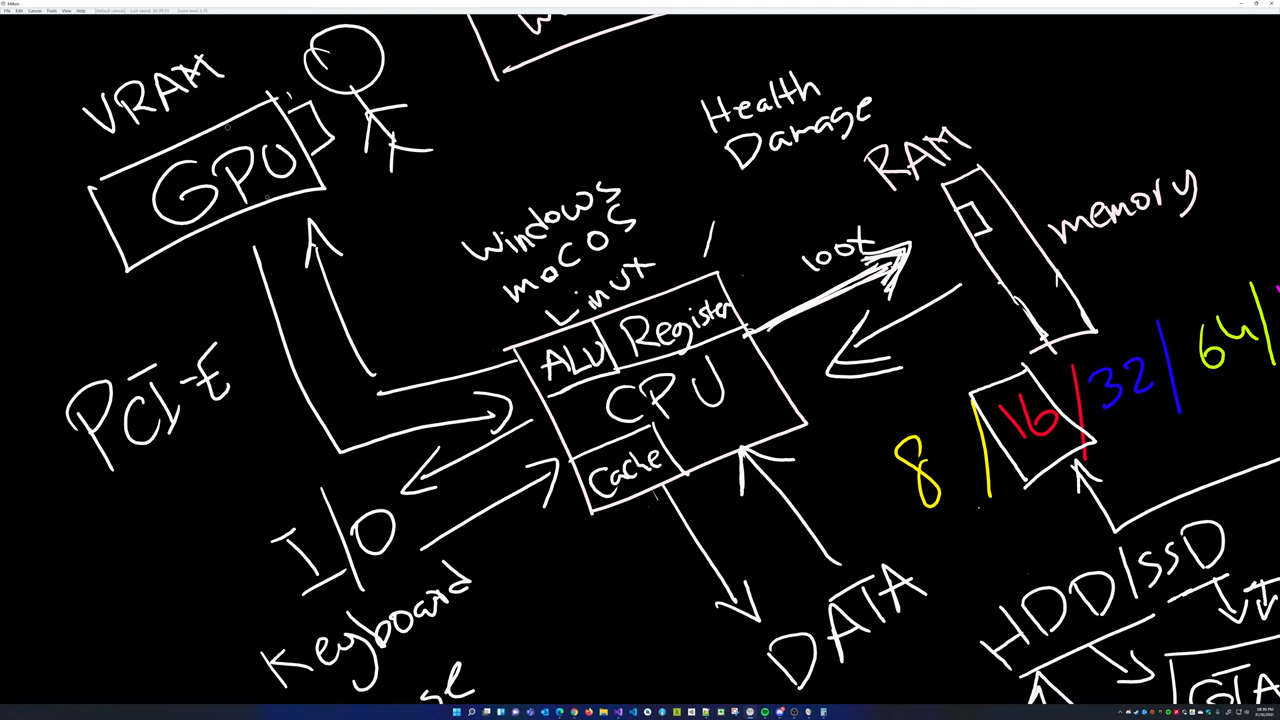 VRAM
GPU
Health
Damage
RAM
memory
Windows
macOS
Linux
100x
ALU
Register
CPU
Cache
PCI-E
I/O
Keyboard
DATA
8
16
32
64
HDD/SSD
GTA